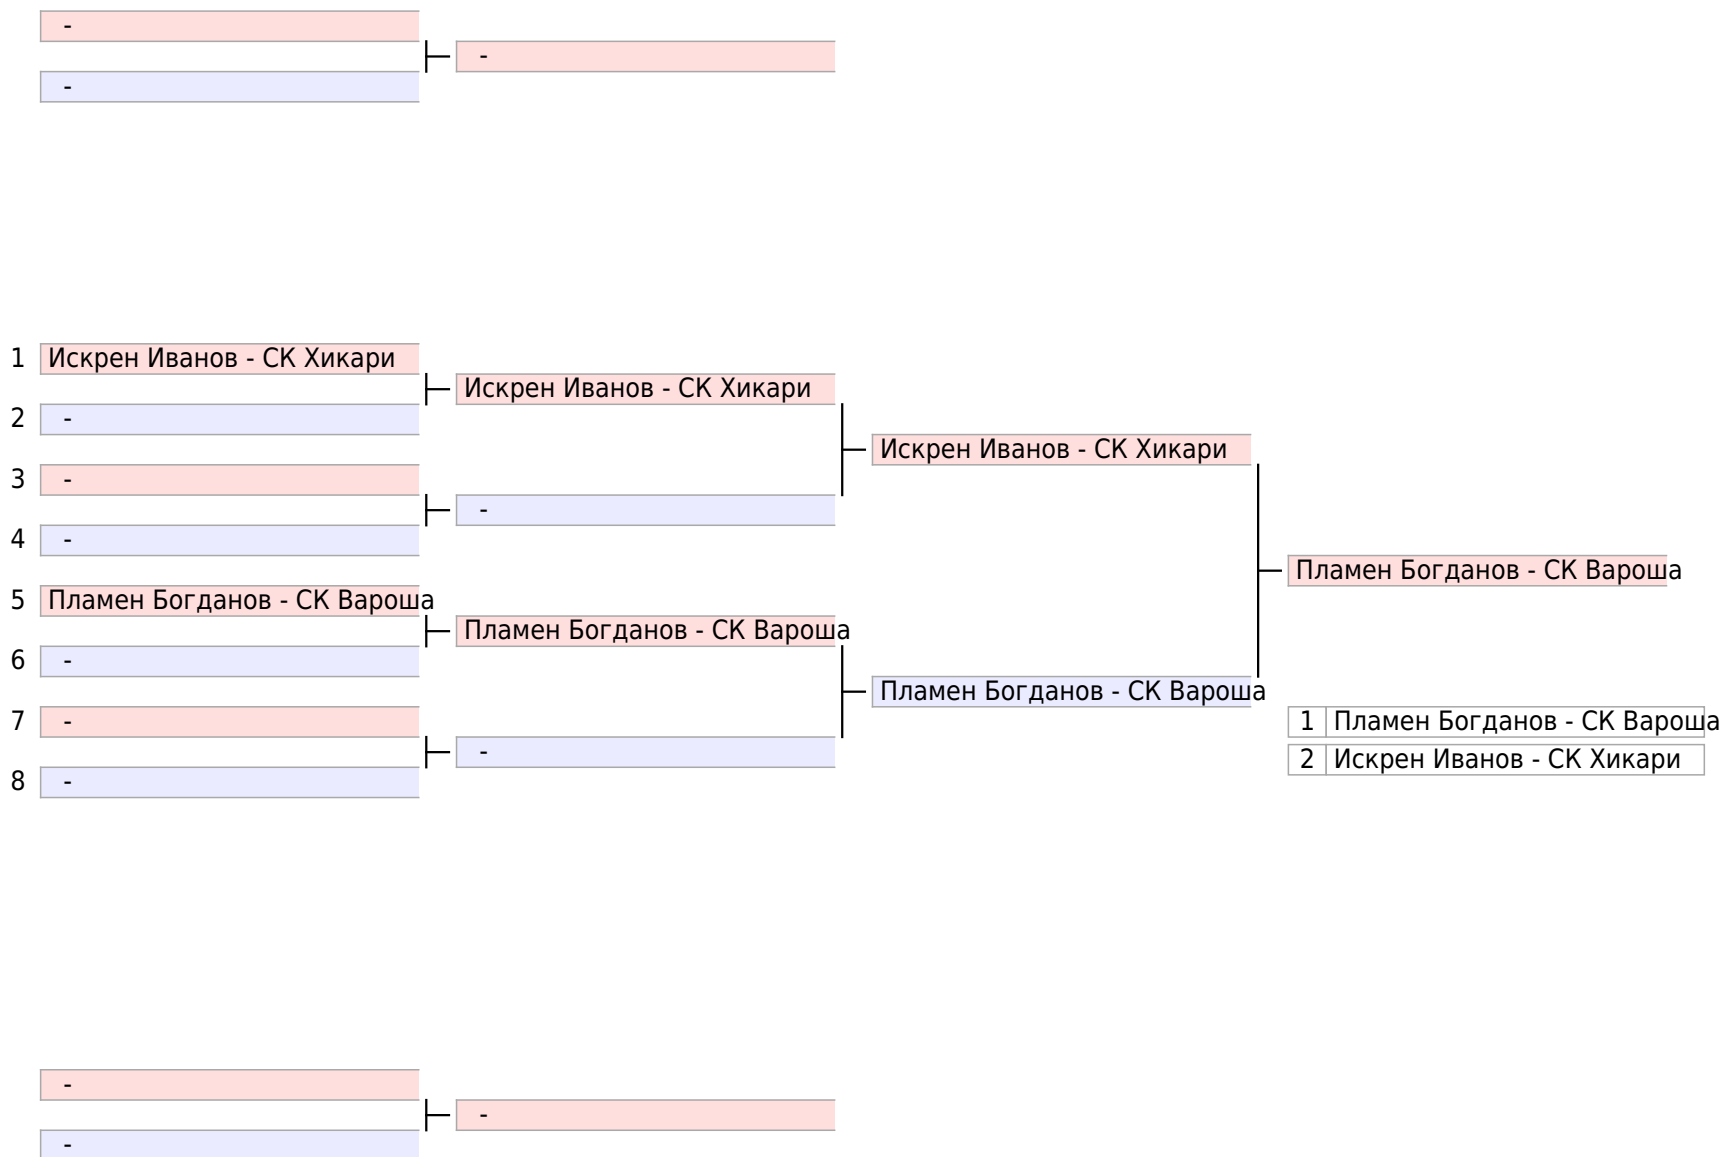 -
-
-
1 Искрен Иванов - СК Хикари
Искрен Иванов - СК Хикари
2 -
Искрен Иванов - СК Хикари
3 -
-
4 -
Пламен Богданов - СК Вароша
5 Пламен Богданов - СК Вароша
Пламен Богданов - СК Вароша
6 -
Пламен Богданов - СК Вароша
7 -
1 Пламен Богданов - СК Вароша
-
2 Искрен Иванов - СК Хикари
8 -
-
-
-